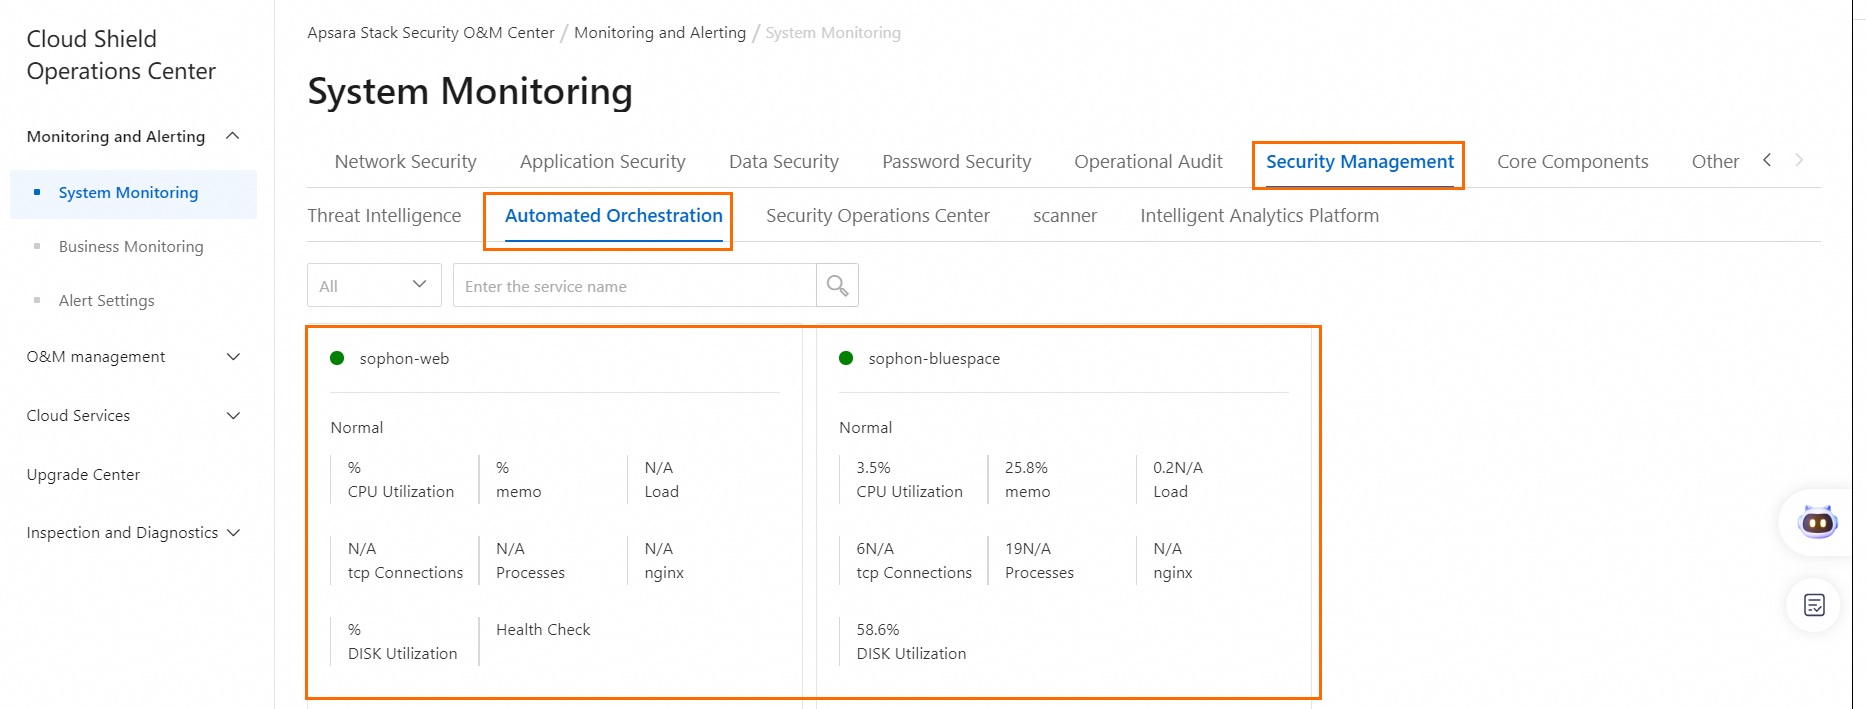 Cloud Shield
Operations Center
Monitoring and Alerting
System Monitoring
Business Monitoring
Alert Settings
O&M management
Cloud Services
Upgrade Center
Inspection and Diagnostics
Apsara Stack Security O&M Center / Monitoring and Alerting / System Monitoring
System Monitoring
Network Security Application Security Data Security Password Security Operational Audit Security Management Core Components Other
Threat Intelligence Automated Orchestration Security Operations Center scanner Intelligent Analytics Platform
All Enter the service name
sophon-web
Normal
% % N/A
CPU Utilization memo Load
N/A N/A N/A
tcp Connections Processes nginx
% Health Check
DISK Utilization
sophon-bluespace
Normal
3.5% 25.8% 0.2N/A
CPU Utilization memo Load
6N/A 19N/A N/A
tcp Connections Processes nginx
58.6%
DISK Utilization